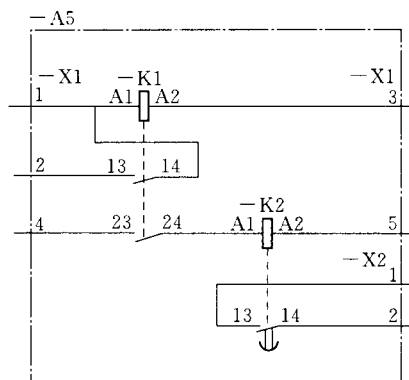 —A5
—X1 —K1 —X1
1 A1 A2 3
2 13 14
4 23 24 —K2 A1 A2 5
—X2
1
13 14 2